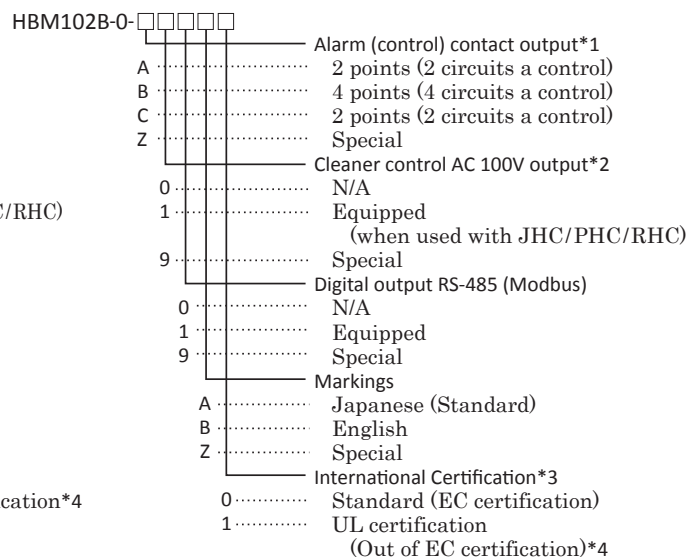 HBM102B-0-□□□□□
Alarm (control) contact output*1
A 2 points (2 circuits a control)
B 4 points (4 circuits a control)
C 2 points (2 circuits a control)
Z Special
Cleaner control AC 100V output*2
0 N/A
C/RHC)
1 Equipped
(when used with JHC/PHC/RHC)
9 Special
Digital output RS-485 (Modbus)
0 N/A
1 Equipped
9 Special
Markings
A Japanese (Standard)
B English
Z Special
International Certification*3
cation*4
0 Standard (EC certification)
1 UL certification
(Out of EC certification)*4